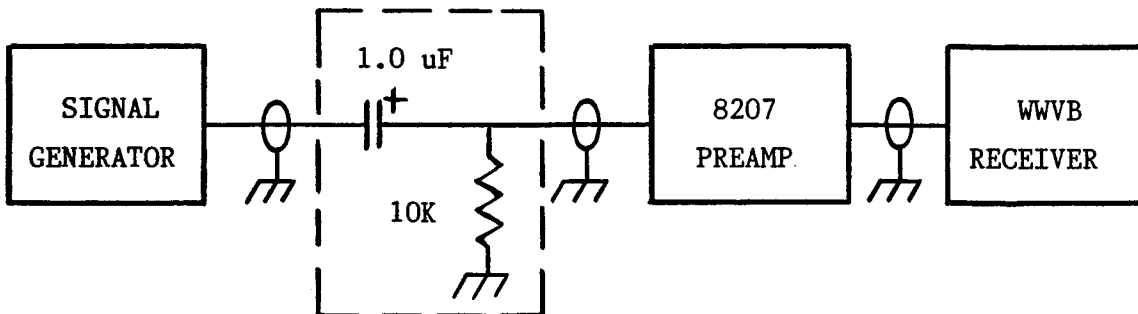 1.0 uF
+
SIGNAL
GENERATOR
10K
8207
PREAMP.
WWVB
RECEIVER